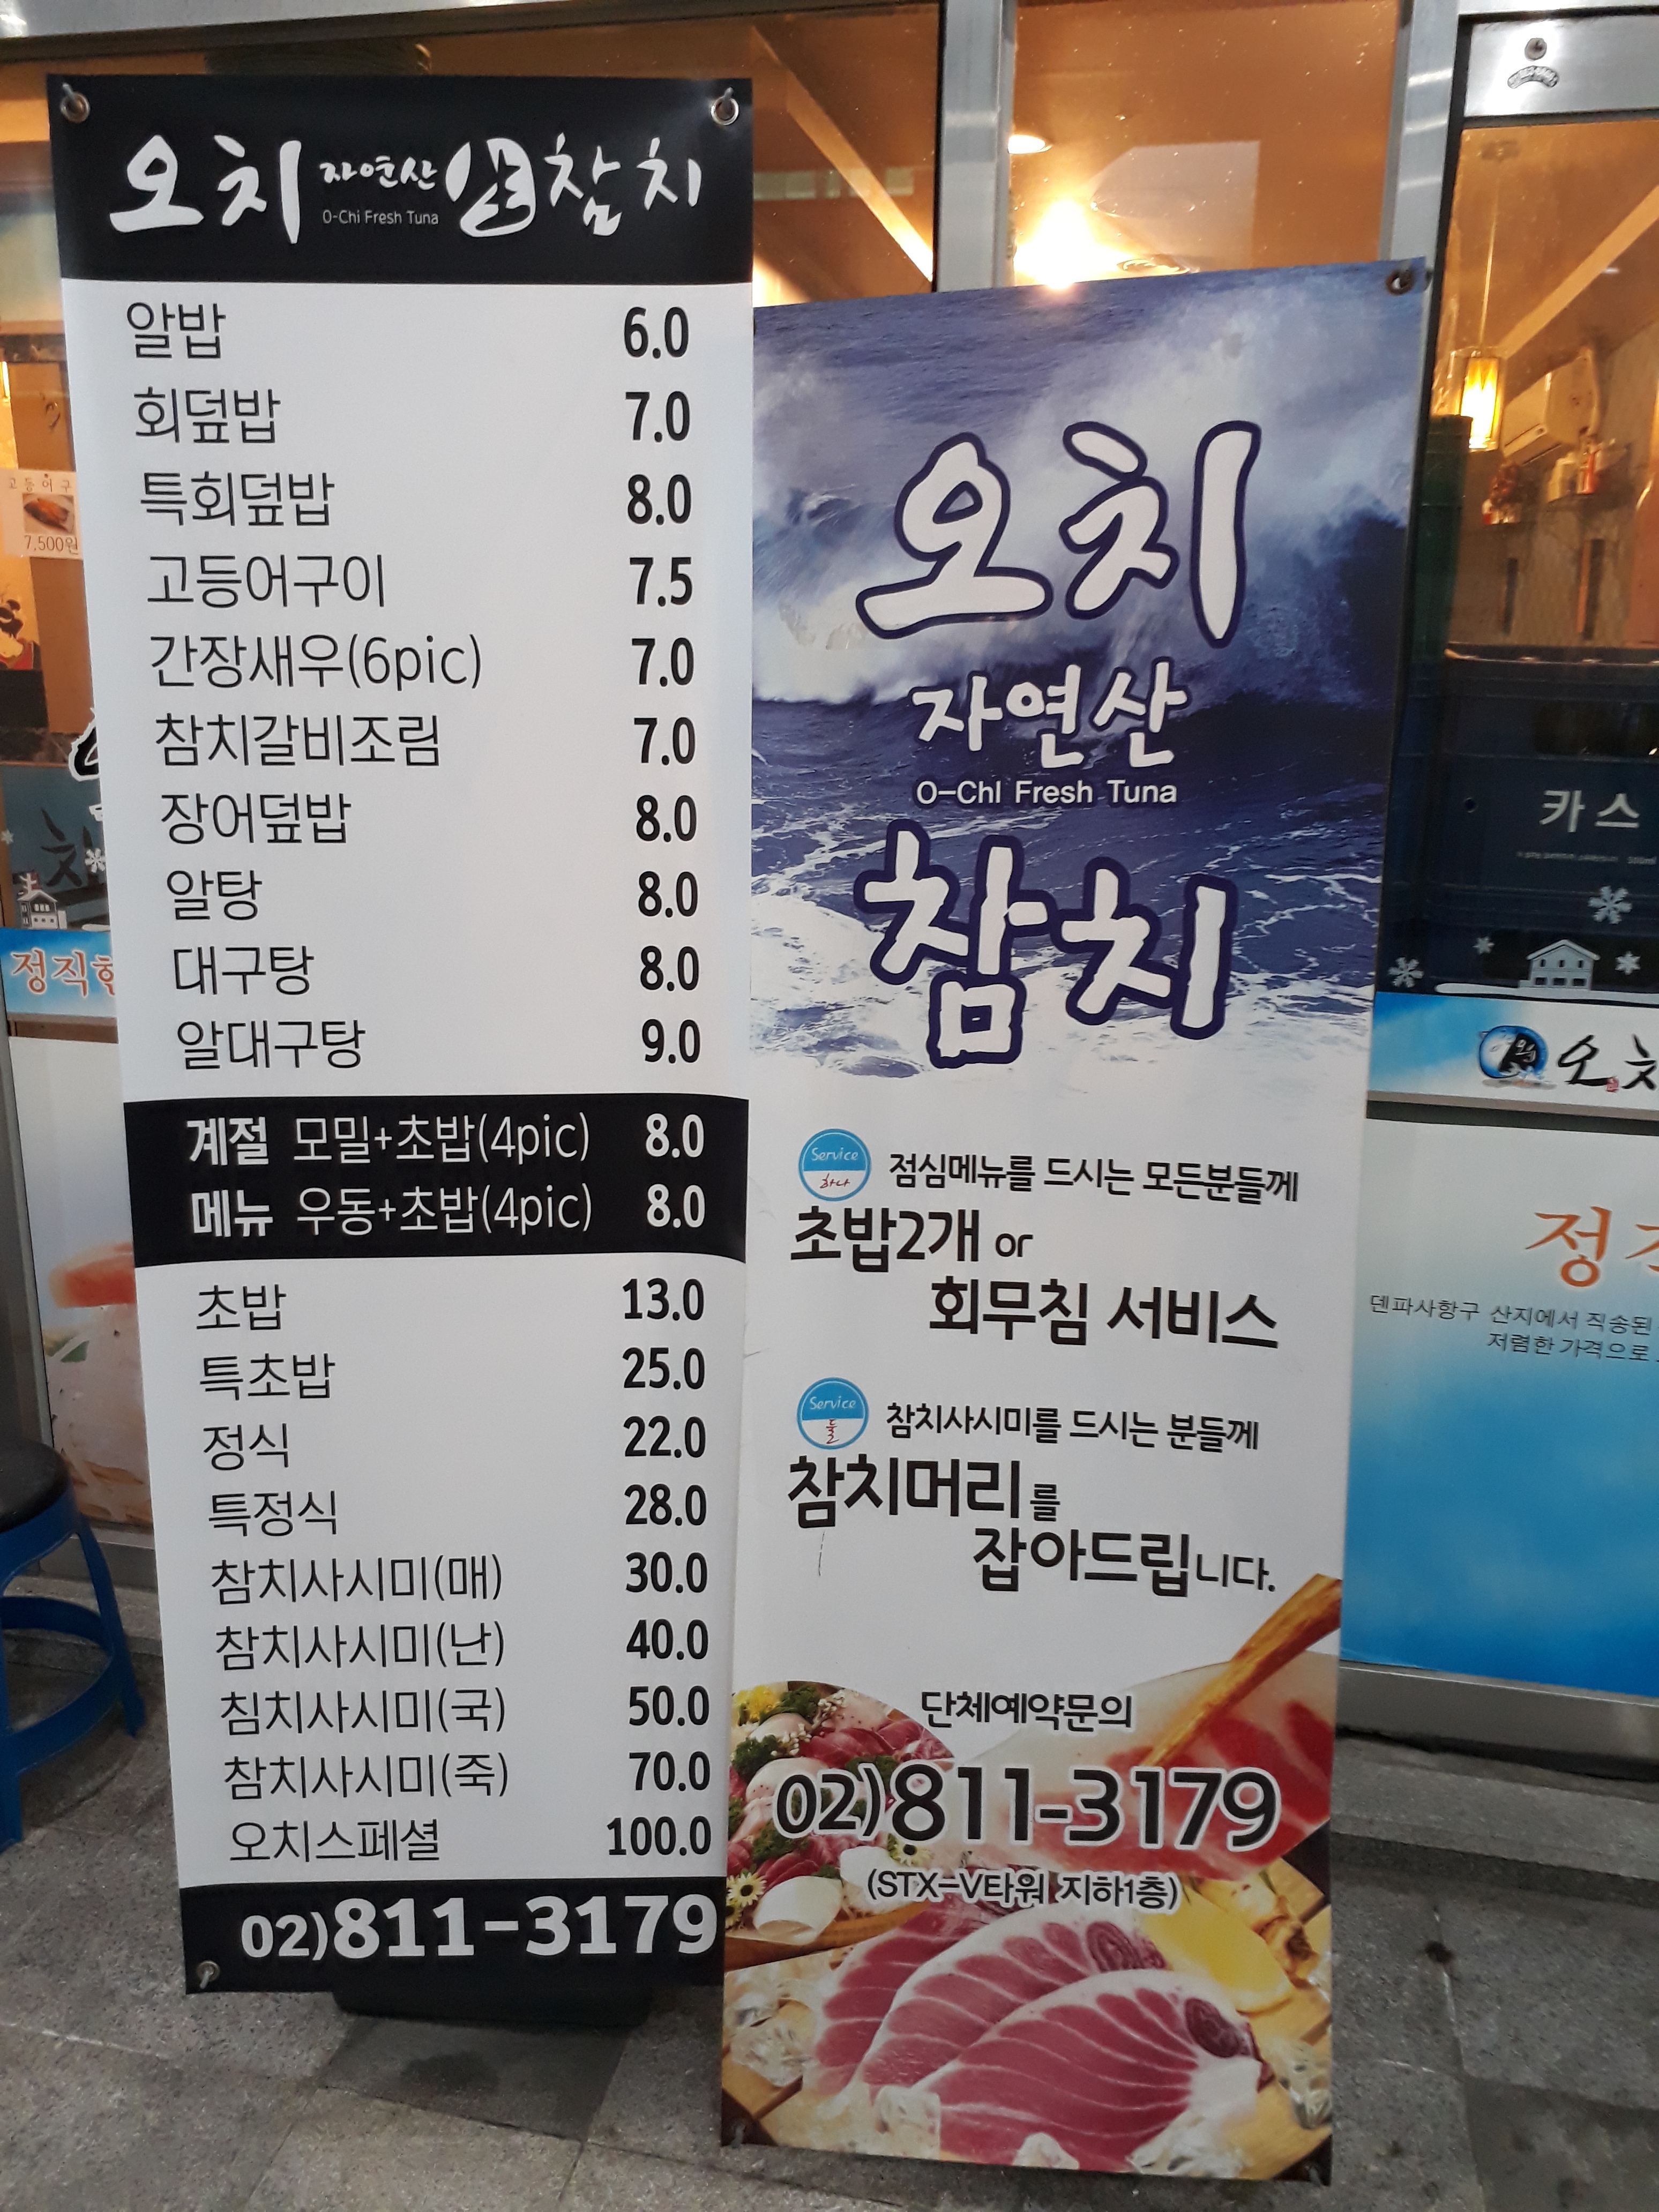 오치 자연산 참치
O-Chi Fresh Tuna
알밥 6.0
회덮밥 7.0
특회덮밥 8.0
고등어구이 7.5
간장새우(6pic) 7.0
참치갈비조림 7.0
장어덮밥 8.0
알탕 8.0
대구탕 8.0
알대구탕 9.0
계절 모밀+초밥(4pic) 8.0
메뉴 우동+초밥(4pic) 8.0
초밥 13.0
특초밥 25.0
정식 22.0
특정식 28.0
참치사시미(매) 30.0
참치사시미(난) 40.0
침치사시미(국) 50.0
참치사시미(죽) 70.0
오치스페셜 100.0
02)811-3179
오치
자연산
O-ChI Fresh Tuna
참치
Service
하나
점심메뉴를 드시는 모든분들께
초밥2개 or
회무침 서비스
Service
둘
참치사시미를 드시는 분들께
참치머리를
잡아드립니다.
단체예약문의
02)811-3179
(STX-V타워 지하1층)
고등어구
7,500원
정직한
카스
오치
정직
덴파사항구 산지에서 직송된
저렴한 가격으로